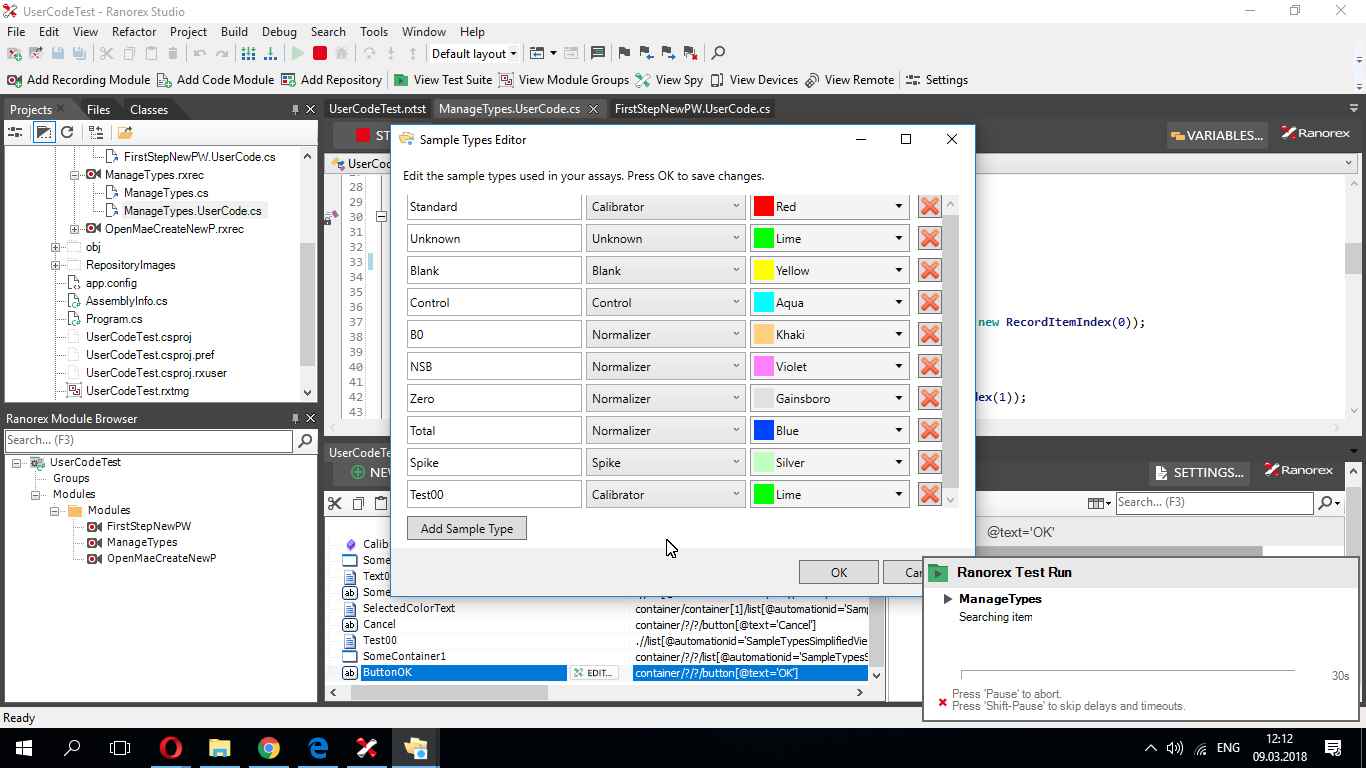 UserCodeTest - Ranorex Studio
File Edit View Refactor Project Build Debug Search Tools Window Help
Default layout
Add Recording Module Add Code Module Add Repository View Test Suite View Module Groups View Spy View Devices View Remote Settings
Projects Files Classes
UserCodeTest.rxtst ManageTypes.UserCode.cs FirstStepNewPW.UserCode.cs
VARIABLES... Ranorex
FirstStepNewPW.UserCode.cs
ManageTypes.rxrec
ManageTypes.cs
ManageTypes.UserCode.cs
OpenMaeCreateNewP.rxrec
obj
RepositoryImages
app.config
AssemblyInfo.cs
Program.cs
UserCodeTest.csproj
UserCodeTest.csproj.pref
UserCodeTest.csproj.rxuser
UserCodeTest.rxtmg
28
29
30
31
32
33
34
35
36
37
38
39
40
41
42
43
new RecordItemIndex(0));
Sample Types Editor
Edit the sample types used in your assays. Press OK to save changes.
Standard Calibrator Red
Unknown Unknown Lime
Blank Blank Yellow
Control Control Aqua
B0 Normalizer Khaki
NSB Normalizer Violet
Zero Normalizer Gainsboro
Total Normalizer Blue
Spike Spike Silver
Test00 Calibrator Lime
Add Sample Type
OK
Ranorex Module Browser
Search... (F3)
UserCodeTest
Groups
Modules
Modules
FirstStepNewPW
ManageTypes
OpenMaeCreateNewP
SETTINGS... Ranorex
Search... (F3)
@text='OK'
SelectedColorText container/container[1]/list[@automationid='Sam
Cancel container/?/?/button[@text='Cancel']
Test00 .//list[@automationid='SampleTypesSimplifiedVie
SomeContainer1 container/?/?/list[@automationid='SampleTypesS
ButtonOK EDIT... container/?/?/button[@text='OK']
Ranorex Test Run
ManageTypes
Searching item
30s
Press 'Pause' to abort.
Press 'Shift-Pause' to skip delays and timeouts.
Ready
ENG
12:12
09.03.2018